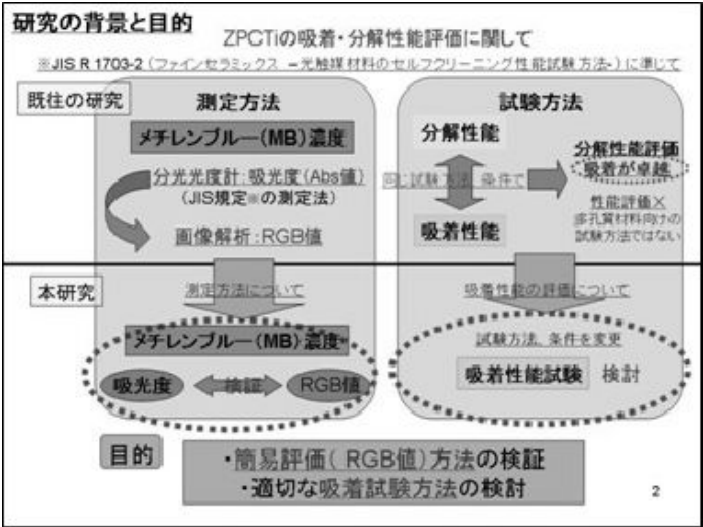 研究の背景と目的
ZPCTiの吸着・分解性能評価に関して
※JIS R 1703-2（ファインセラミックス －光触媒材料のセルフクリーニング性能試験方法-）に準じて
既往の研究
測定方法
メチレンブルー(MB)濃度
分光光度計：吸光度(Abs値)
(JIS規定※の測定法)
画像解析：RGB値
試験方法
分解性能
同じ試験方法、条件で
吸着性能
分解性能評価
吸着が卓越
性能評価×
多孔質材料向けの
試験方法ではない
本研究
測定方法について
メチレンブルー(MB)濃度
吸光度
検証
RGB値
吸着性能の評価について
試験方法、条件を変更
吸着性能試験 検討
目的
・簡易評価( RGB値)方法の検証
・適切な吸着試験方法の検討
2